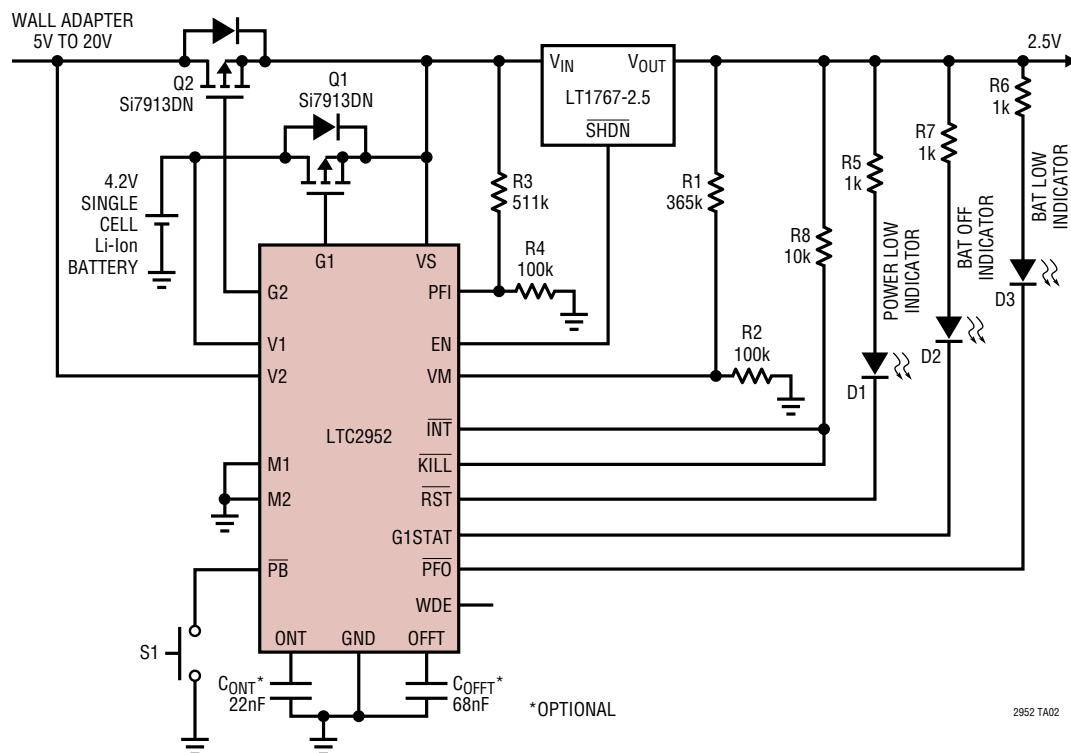 WALL ADAPTER
5V TO 20V
Q2
Si7913DN
Q1
Si7913DN
VIN
VOUT
LT1767-2.5
SHDN
2.5V
4.2V
SINGLE
CELL
Li-Ion
BATTERY
R3
511k
R4
100k
R1
365k
R2
100k
R8
10k
R5
1k
R7
1k
R6
1k
POWER LOW
INDICATOR
BAT OFF
INDICATOR
BAT LOW
INDICATOR
D1
D2
D3
G1
VS
G2
V1
V2
M1
M2
PB
PFI
EN
VM
INT
KILL
RST
G1STAT
PFO
WDE
LTC2952
ONT
GND
OFFT
S1
CONT*
22nF
COFFT*
68nF
*OPTIONAL
2952 TA02